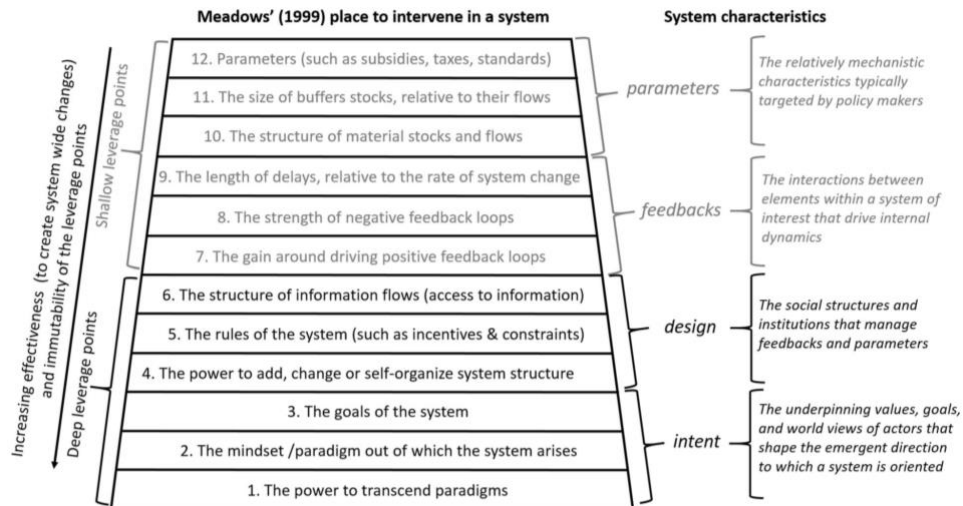 Meadows’ (1999) place to intervene in a system
System characteristics
Increasing effectiveness (to create system wide changes)
and immutability of the leverage points
Shallow leverage points
Deep leverage points
12. Parameters (such as subsidies, taxes, standards)
11. The size of buffers stocks, relative to their flows
10. The structure of material stocks and flows
9. The length of delays, relative to the rate of system change
8. The strength of negative feedback loops
7. The gain around driving positive feedback loops
6. The structure of information flows (access to information)
5. The rules of the system (such as incentives & constraints)
4. The power to add, change or self-organize system structure
3. The goals of the system
2. The mindset /paradigm out of which the system arises
1. The power to transcend paradigms
parameters
The relatively mechanistic
characteristics typically
targeted by policy makers
feedbacks
The interactions between
elements within a system of
interest that drive internal
dynamics
design
The social structures and
institutions that manage
feedbacks and parameters
intent
The underpinning values, goals,
and world views of actors that
shape the emergent direction
to which a system is oriented